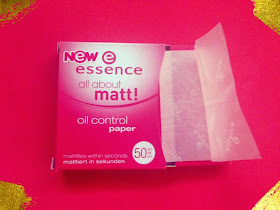 New e
essence
all about
matt!
oil control
paper
mattifies within seconds
mattiert in sekunden
50